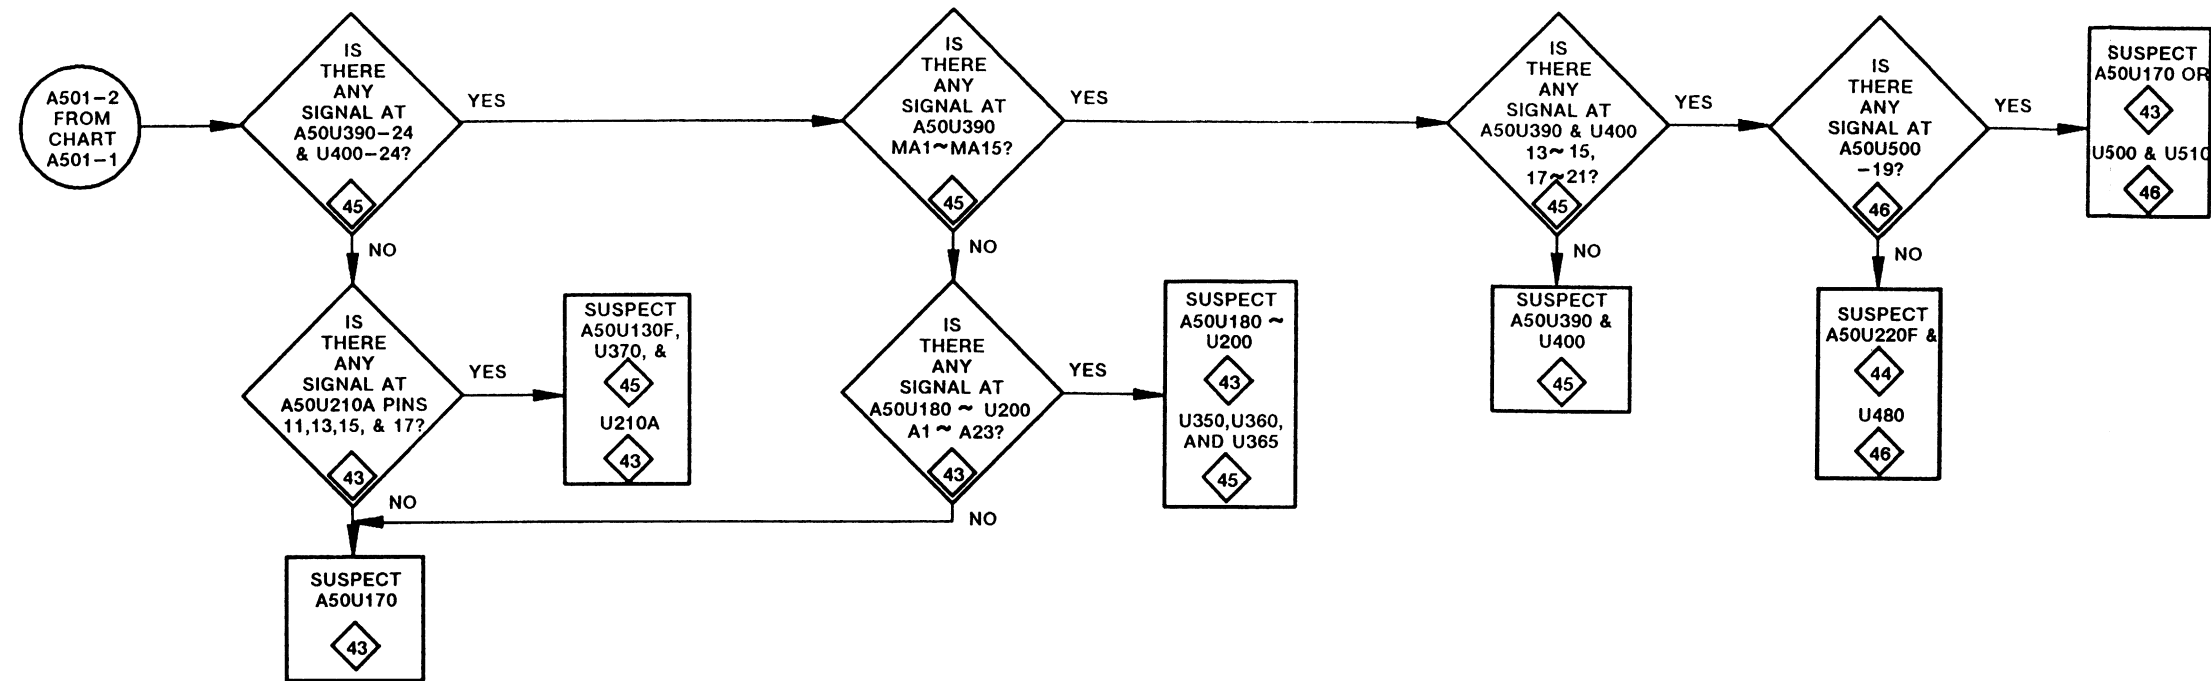 A501-2
FROM
CHART
A501-1
IS
THERE
ANY
SIGNAL AT
A50U390-24
& U400-24?
45
YES
NO
IS
THERE
ANY
SIGNAL AT
A50U390
MA1~MA15?
45
YES
NO
IS
THERE
ANY
SIGNAL AT
A50U390 & U400
13~15,
17~21?
45
YES
NO
IS
THERE
ANY
SIGNAL AT
A50U500
-19?
46
YES
NO
SUSPECT
A50U170 OR
43
U500 & U510
46
IS
THERE
ANY
SIGNAL AT
A50U210A PINS
11,13,15, & 17?
43
YES
NO
SUSPECT
A50U130F,
U370, &
45
U210A
43
IS
THERE
ANY
SIGNAL AT
A50U180 ~ U200
A1 ~ A23?
43
YES
NO
SUSPECT
A50U180 ~
U200
43
U350,U360,
AND U365
45
SUSPECT
A50U390 &
U400
45
SUSPECT
A50U220F &
44
U480
46
SUSPECT
A50U170
43